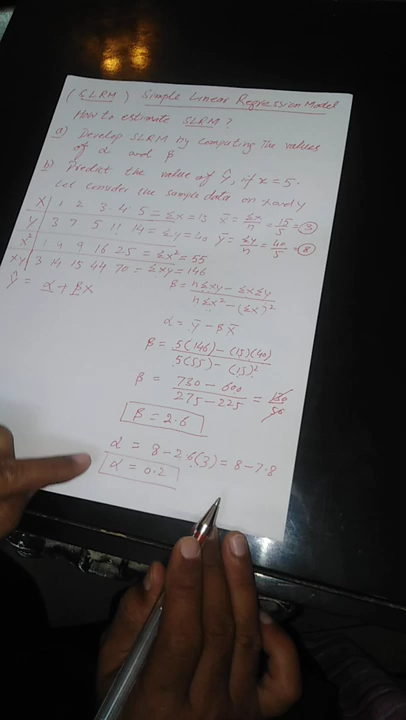 (SLRM) Simple Linear Regression Model
How to estimate SLRM?
a) Develop SLRM by computing the values
of α and β
b) Predict the value of Ŷ, if x = 5.
Let consider the sample data on x and y
X 1 2 3 4 5 = Σx = 15 x̄ = Σx/n = 15/5 = 3
Y 3 7 5 11 14 = Σy = 40 ȳ = Σy/n = 40/5 = 8
X² 1 4 9 16 25 = Σx² = 55
XY 3 14 15 44 70 = Σxy = 146
Ŷ = α + βx
β = nΣxy - ΣxΣy / nΣx² - (Σx)²
α = ȳ - βx̄
β = 5(146) - (15)(40) / 5(55) - (15)²
β = 730 - 600 / 275 - 225 = 130/50
β = 2.6
α = 8 - 2.6(3) = 8 - 7.8
α = 0.2